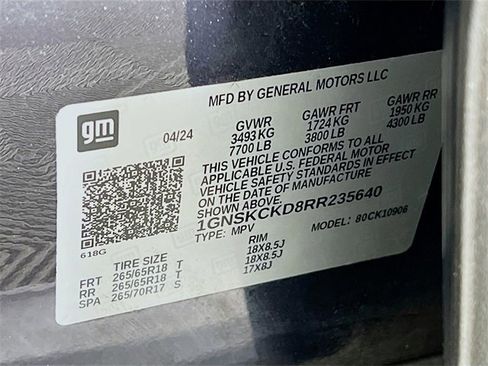 MFD BY GENERAL MOTORS LLC
gm
04/24
GVWR GAWR FRT GAWR RR
3493 KG 1724 KG 1950 KG
7700 LB 3800 LB 4300 LB
THIS VEHICLE CONFORMS TO ALL
APPLICABLE U.S. FEDERAL MOTOR
VEHICLE SAFETY STANDARDS IN EFFECT
ON THE DATE OF MANUFACTURE
SHOWN ABOVE.
1GNSKCKD8RR235640
TYPE: MPV MODEL: 80CK10906
618G
TIRE SIZE RIM
FRT 265/65R18 T 18X8.5J
RR 265/65R18 T 18X8.5J
SPA 265/70R17 S 17X8J